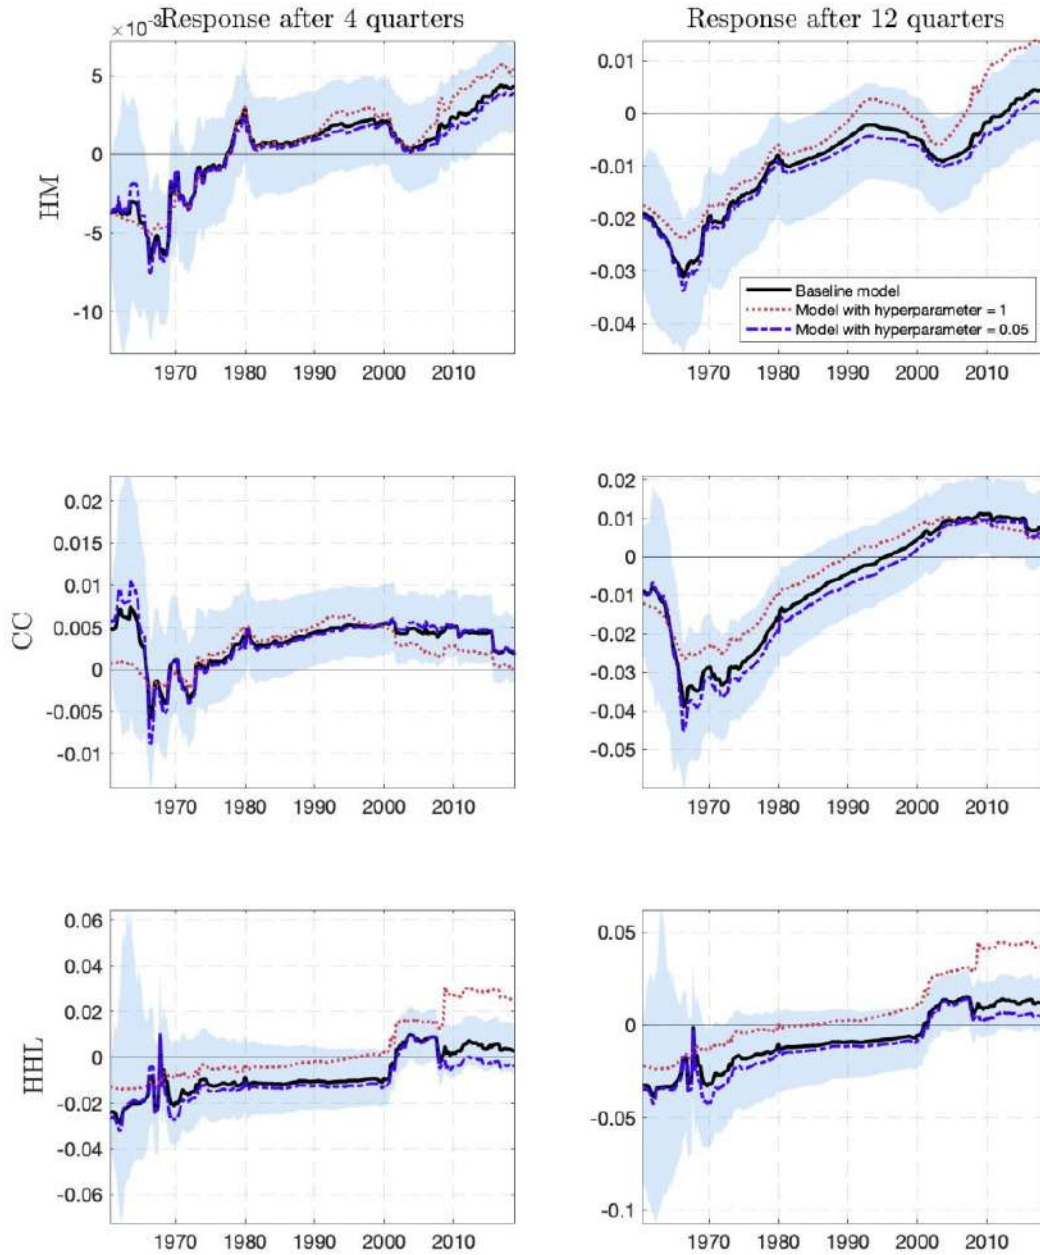 Response after 4 quarters
Response after 12 quarters
×10⁻³
5
0
-5
-10
HM
1970 1980 1990 2000 2010
0.01
0
-0.01
-0.02
-0.03
-0.04
Baseline model
Model with hyperparameter = 1
Model with hyperparameter = 0.05
1970 1980 1990 2000 2010
0.02
0.015
0.01
0.005
0
-0.005
-0.01
CC
1970 1980 1990 2000 2010
0.02
0.01
0
-0.01
-0.02
-0.03
-0.04
-0.05
1970 1980 1990 2000 2010
0.06
0.04
0.02
0
-0.02
-0.04
-0.06
HHL
1970 1980 1990 2000 2010
0.05
0
-0.05
-0.1
1970 1980 1990 2000 2010